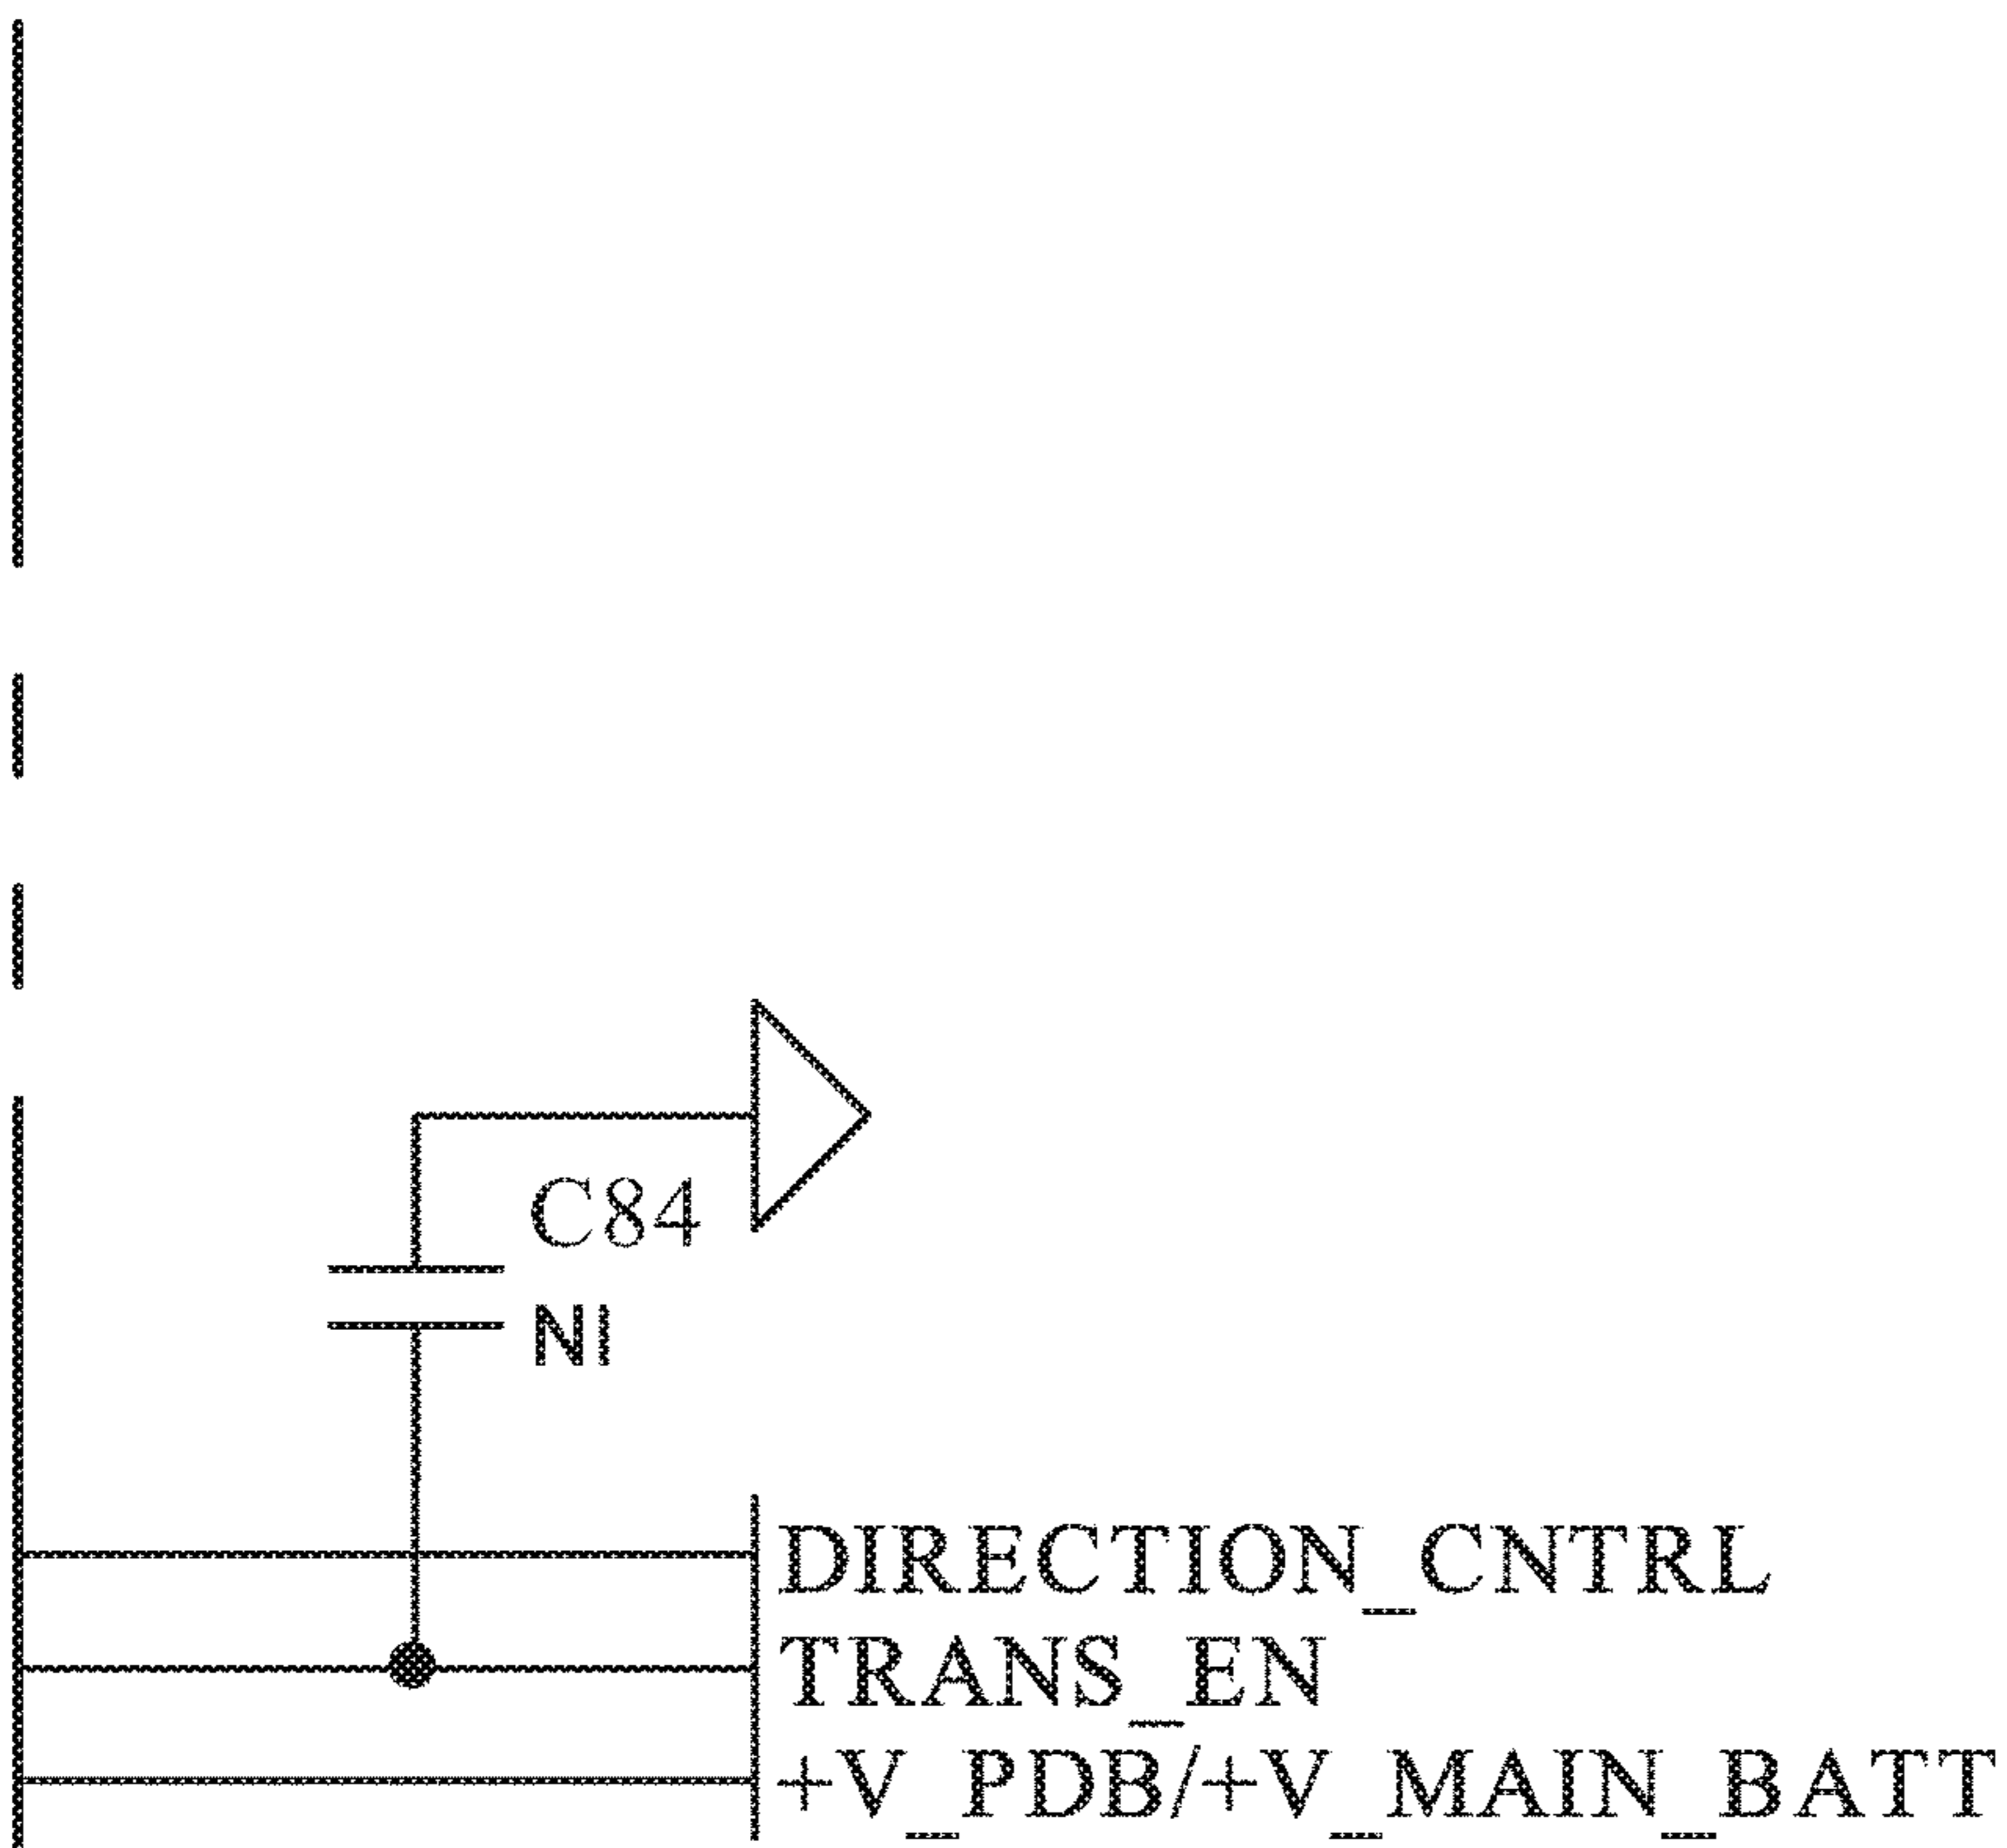 C84
NI
DIRECTION_CNTRL
TRANS_EN
+V_PDB/+V_MAIN_BATT